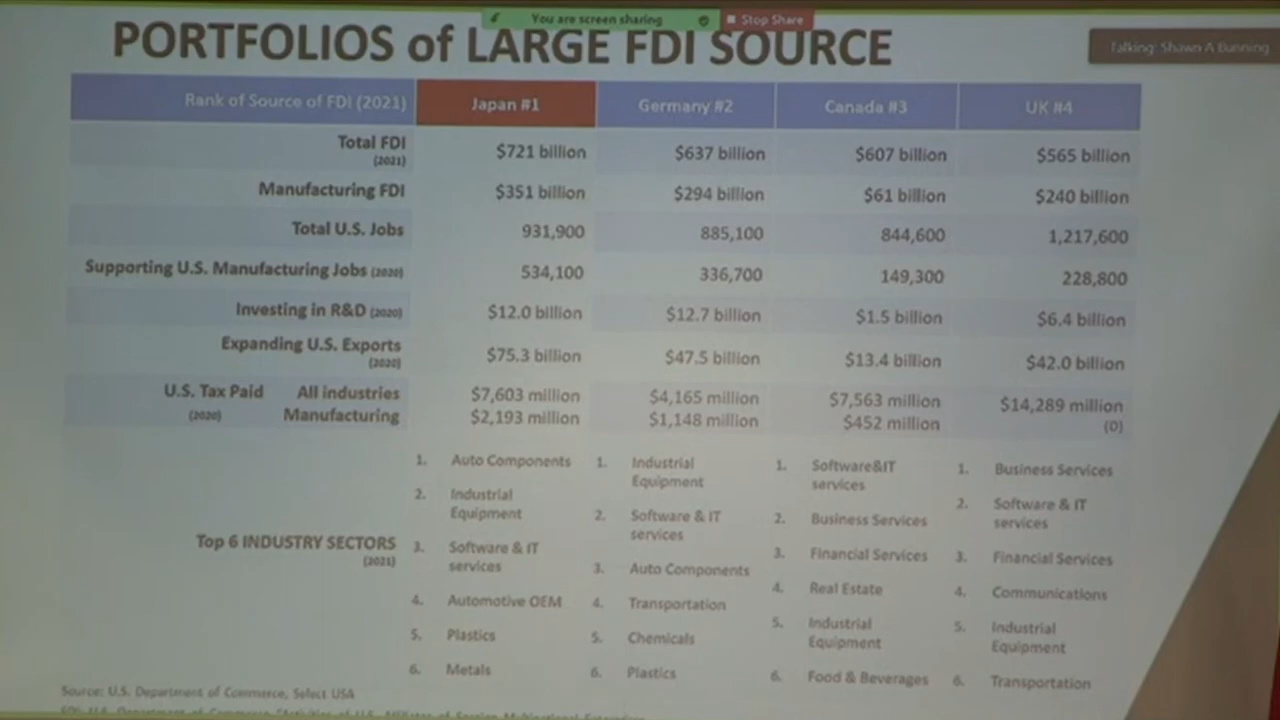 You are screen sharing
Stop Share
PORTFOLIOS of LARGE FDI SOURCE
Talking: Shawn A Bunning
Rank of Source of FDI (2021) Japan #1 Germany #2 Canada #3 UK #4
Total FDI (2021) $721 billion $637 billion $607 billion $565 billion
Manufacturing FDI $351 billion $294 billion $61 billion $240 billion
Total U.S. Jobs 931,900 885,100 844,600 1,217,600
Supporting U.S. Manufacturing Jobs (2020) 534,100 336,700 149,300 228,800
Investing in R&D (2020) $12.0 billion $12.7 billion $1.5 billion $6.4 billion
Expanding U.S. Exports (2020) $75.3 billion $47.5 billion $13.4 billion $42.0 billion
U.S. Tax Paid All industries $7,603 million $4,165 million $7,563 million $14,289 million
(2020) Manufacturing $2,193 million $1,148 million $452 million (D)
Top 6 INDUSTRY SECTORS
(2021)
1. Auto Components
2. Industrial
Equipment
3. Software & IT
services
4. Automotive OEM
5. Plastics
6. Metals
1. Industrial
Equipment
2. Software & IT
services
3. Auto Components
4. Transportation
5. Chemicals
6. Plastics
1. Software&IT
services
2. Business Services
3. Financial Services
4. Real Estate
5. Industrial
Equipment
6. Food & Beverages
1. Business Services
2. Software & IT
services
3. Financial Services
4. Communications
5. Industrial
Equipment
6. Transportation
Source: U.S. Department of Commerce, Select USA